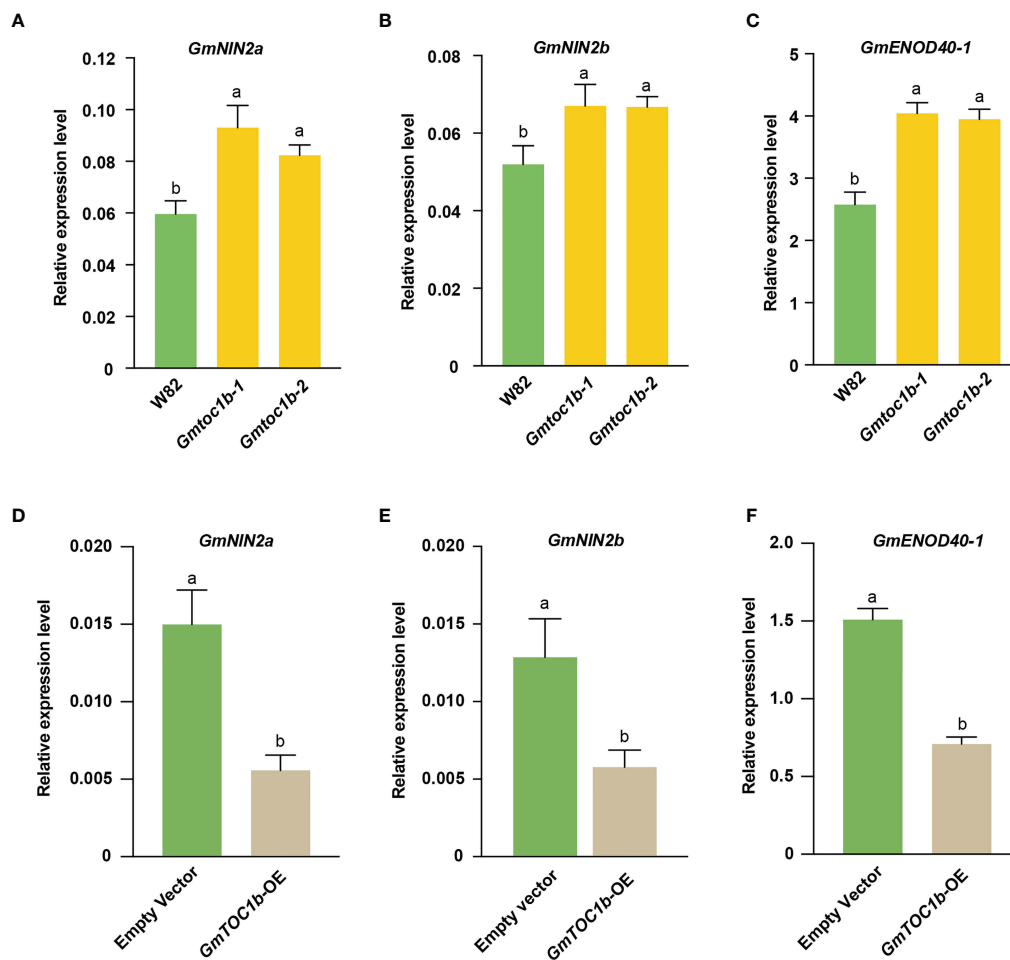 A
GmNIN2a
Relative expression level
0.12
0.10
0.08
0.06
0.04
0.02
0
b
a
a
W82
Gmtoc1b-1
Gmtoc1b-2
B
GmNIN2b
Relative expression level
0.08
0.06
0.04
0.02
0
b
a
a
W82
Gmtoc1b-1
Gmtoc1b-2
C
GmENOD40-1
Relative expression level
5
4
3
2
1
0
b
a
a
W82
Gmtoc1b-1
Gmtoc1b-2
D
GmNIN2a
Relative expression level
0.020
0.015
0.010
0.005
0
a
b
Empty Vector
GmTOC1b-OE
E
GmNIN2b
Relative expression level
0.020
0.015
0.010
0.005
0
a
b
Empty vector
GmTOC1b-OE
F
GmENOD40-1
Relative expression level
2.0
1.5
1.0
0.5
0
a
b
Empty Vector
GmTOC1b-OE